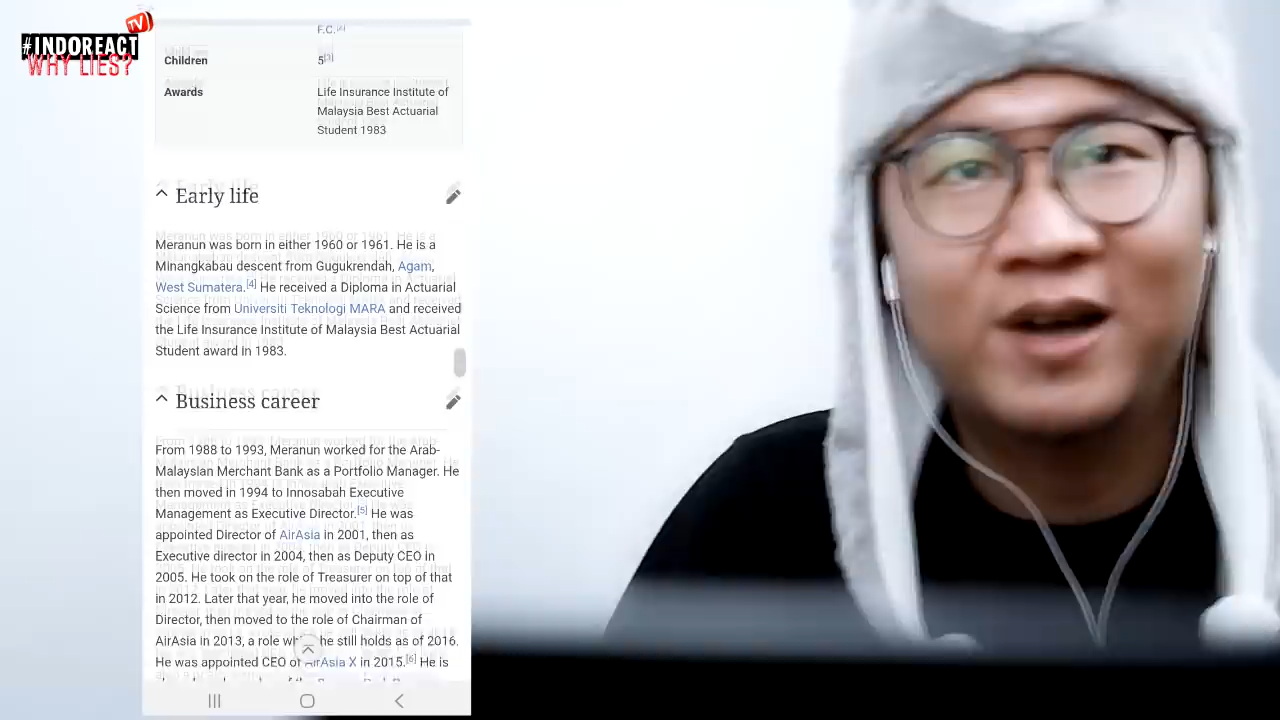 #INDOREACT
TV
WHY LIES?
F.C.[2]
Children 5[3]
Awards Life Insurance Institute of
Malaysia Best Actuarial
Student 1983
Early life
Meranun was born in either 1960 or 1961. He is a
Minangkabau descent from Gugukrendah, Agam,
West Sumatera.[4] He received a Diploma in Actuarial
Science from Universiti Teknologi MARA and received
the Life Insurance Institute of Malaysia Best Actuarial
Student award in 1983.
Business career
From 1988 to 1993, Meranun worked for the Arab-
Malaysian Merchant Bank as a Portfolio Manager. He
then moved in 1994 to Innosabah Executive
Management as Executive Director.[5] He was
appointed Director of AirAsia in 2001, then as
Executive director in 2004, then as Deputy CEO in
2005. He took on the role of Treasurer on top of that
in 2012. Later that year, he moved into the role of
Director, then moved to the role of Chairman of
AirAsia in 2013, a role he still holds as of 2016.
He was appointed CEO of AirAsia X in 2015.[6] He is